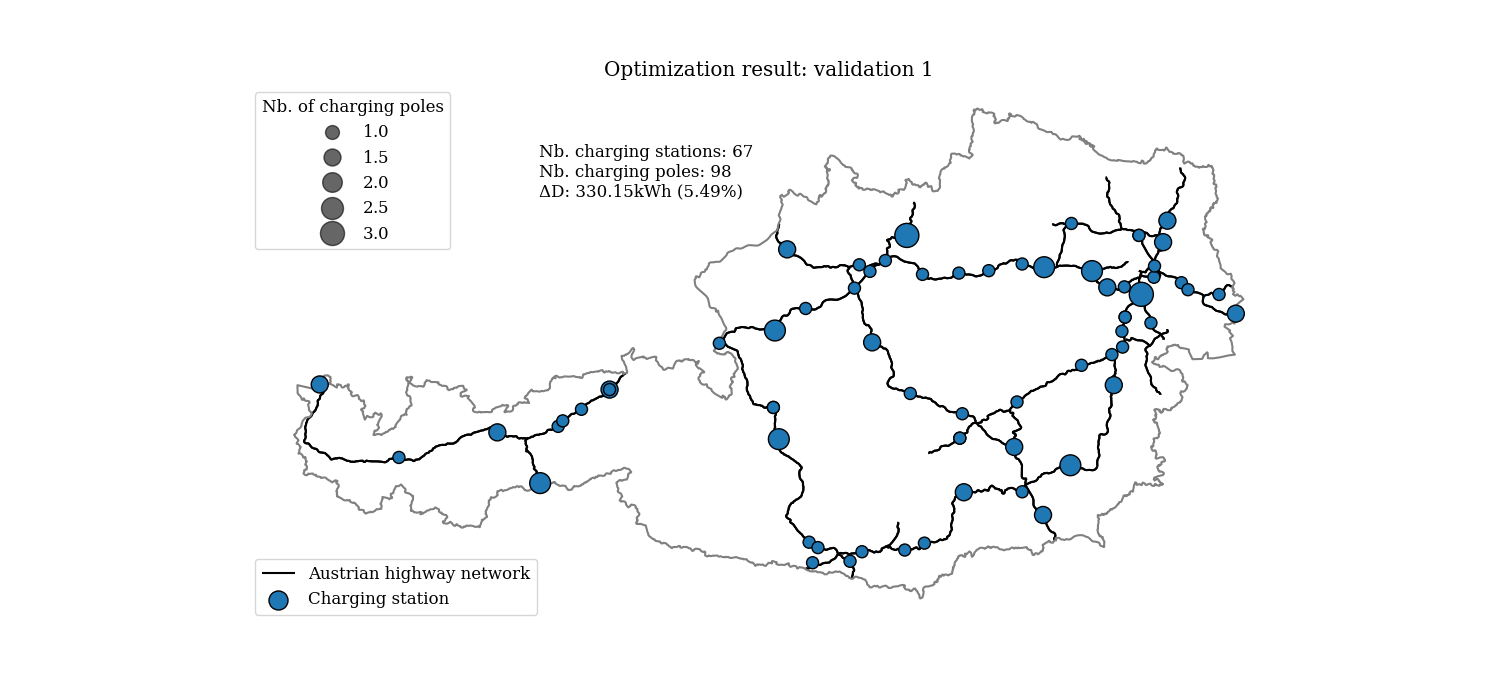 Optimization result: validation 1
Nb. of charging poles
1.0
1.5
2.0
2.5
3.0
Nb. charging stations: 67
Nb. charging poles: 98
ΔD: 330.15kWh (5.49%)
Austrian highway network
Charging station